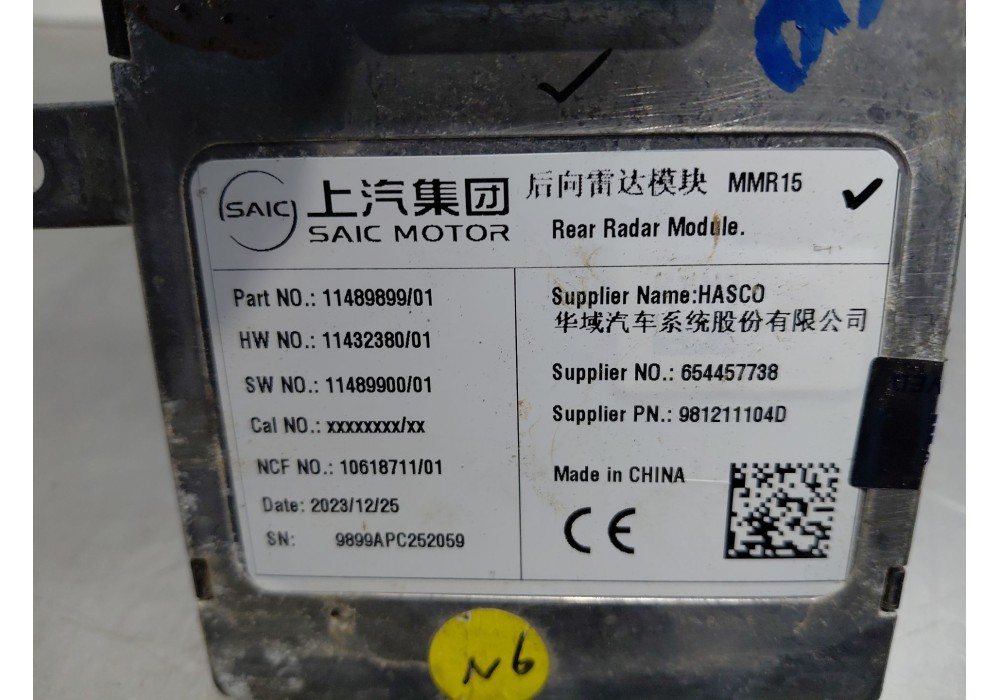 SAIC 上汽集团
SAIC MOTOR
后向雷达模块 MMR15
Rear Radar Module.
Part NO.: 11489899/01
HW NO.: 11432380/01
SW NO.: 11489900/01
Cal NO.: xxxxxxxx/xx
NCF NO.: 10618711/01
Date: 2023/12/25
SN: 9899APC252059
Supplier Name:HASCO
华域汽车系统股份有限公司
Supplier NO.: 654457738
Supplier PN.: 981211104D
Made in CHINA
CE
N6